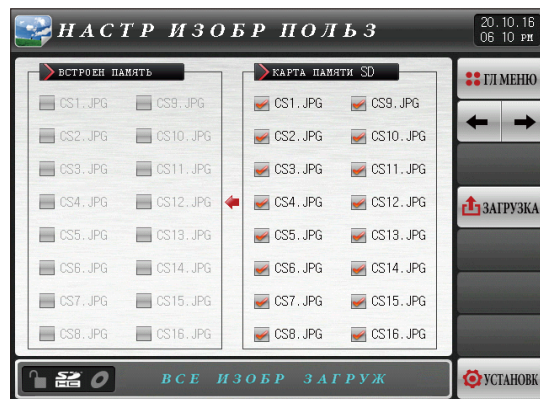 НАСТР ИЗОБР ПОЛЬЗ
20.10.16
06 10 PM
ВСТРОЕН ПАМЯТЬ
CS1.JPG CS9.JPG
CS2.JPG CS10.JPG
CS3.JPG CS11.JPG
CS4.JPG CS12.JPG
CS5.JPG CS13.JPG
CS6.JPG CS14.JPG
CS7.JPG CS15.JPG
CS8.JPG CS16.JPG
КАРТА ПАМЯТИ SD
CS1.JPG CS9.JPG
CS2.JPG CS10.JPG
CS3.JPG CS11.JPG
CS4.JPG CS12.JPG
CS5.JPG CS13.JPG
CS6.JPG CS14.JPG
CS7.JPG CS15.JPG
CS8.JPG CS16.JPG
ГЛ МЕНЮ
ЗАГРУЗКА
УСТАНОВК
SD HC
ВСЕ ИЗОБР ЗАГРУЖ